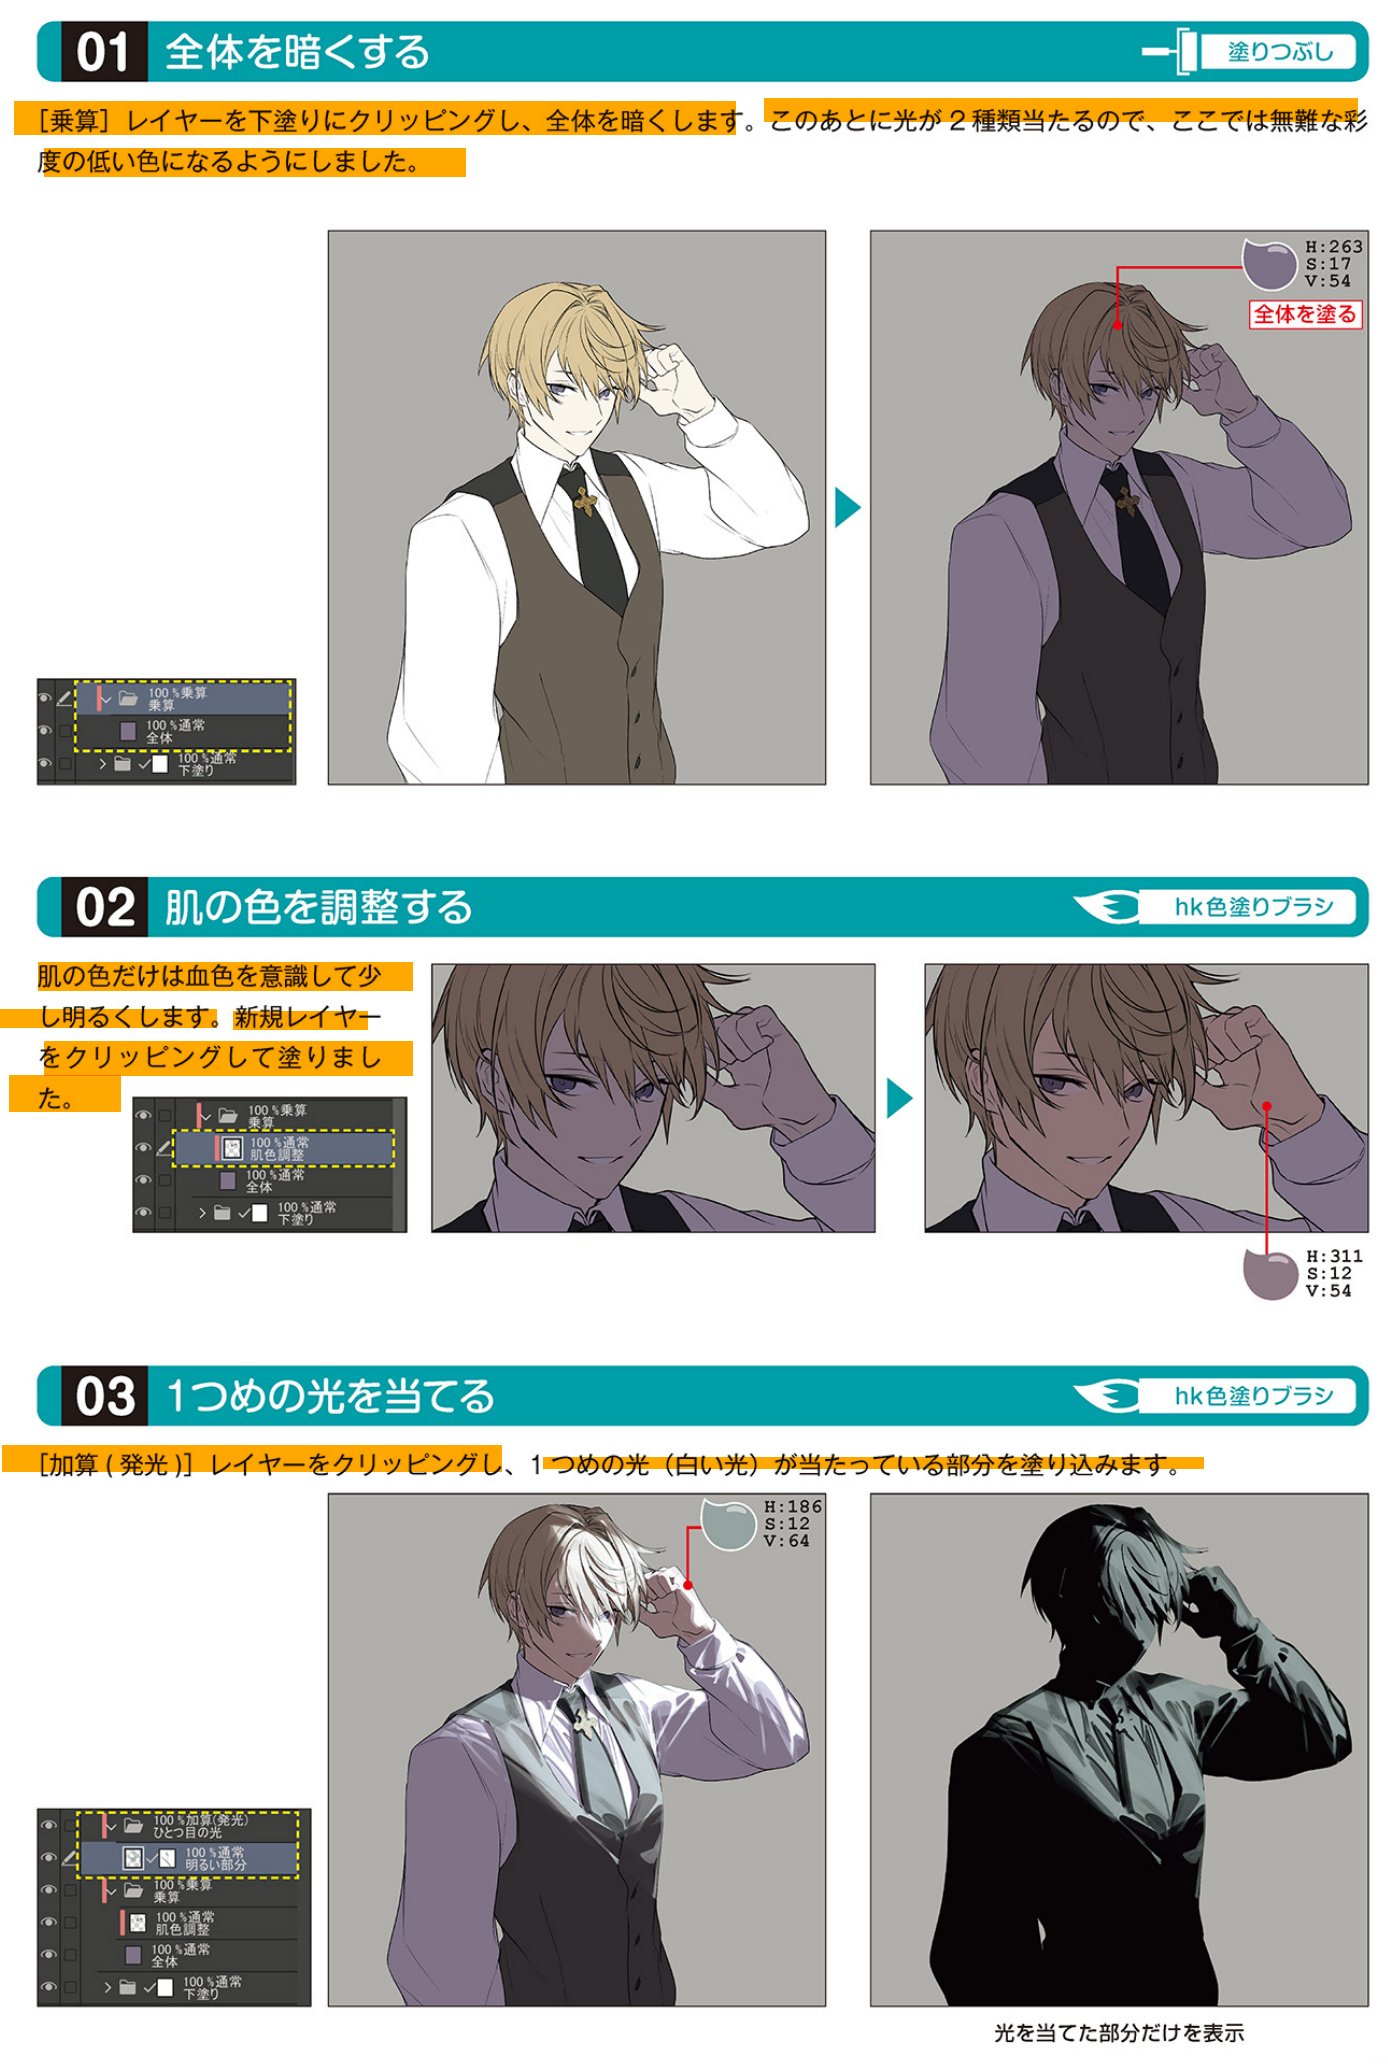 01 全体を暗くする
塗りつぶし
［乗算］レイヤーを下塗りにクリッピングし、全体を暗くします。このあとに光が2種類当たるので、ここでは無難な彩
度の低い色になるようにしました。
H:263
S:17
V:54
全体を塗る
100 %乗算
乗算
100 %通常
全体
100 %通常
下塗り
02 肌の色を調整する
hk色塗りブラシ
肌の色だけは血色を意識して少
し明るくします。新規レイヤー
をクリッピングして塗りまし
た。
100 %乗算
乗算
100 %通常
肌色調整
100 %通常
全体
100 %通常
下塗り
H:311
S:12
V:54
03 1つめの光を当てる
hk色塗りブラシ
［加算(発光)］レイヤーをクリッピングし、1つめの光（白い光）が当たっている部分を塗り込みます。
H:186
S:12
V:64
100 %加算(発光)
ひとつ目の光
100 %通常
明るい部分
100 %乗算
乗算
100 %通常
肌色調整
100 %通常
全体
100 %通常
下塗り
光を当てた部分だけを表示